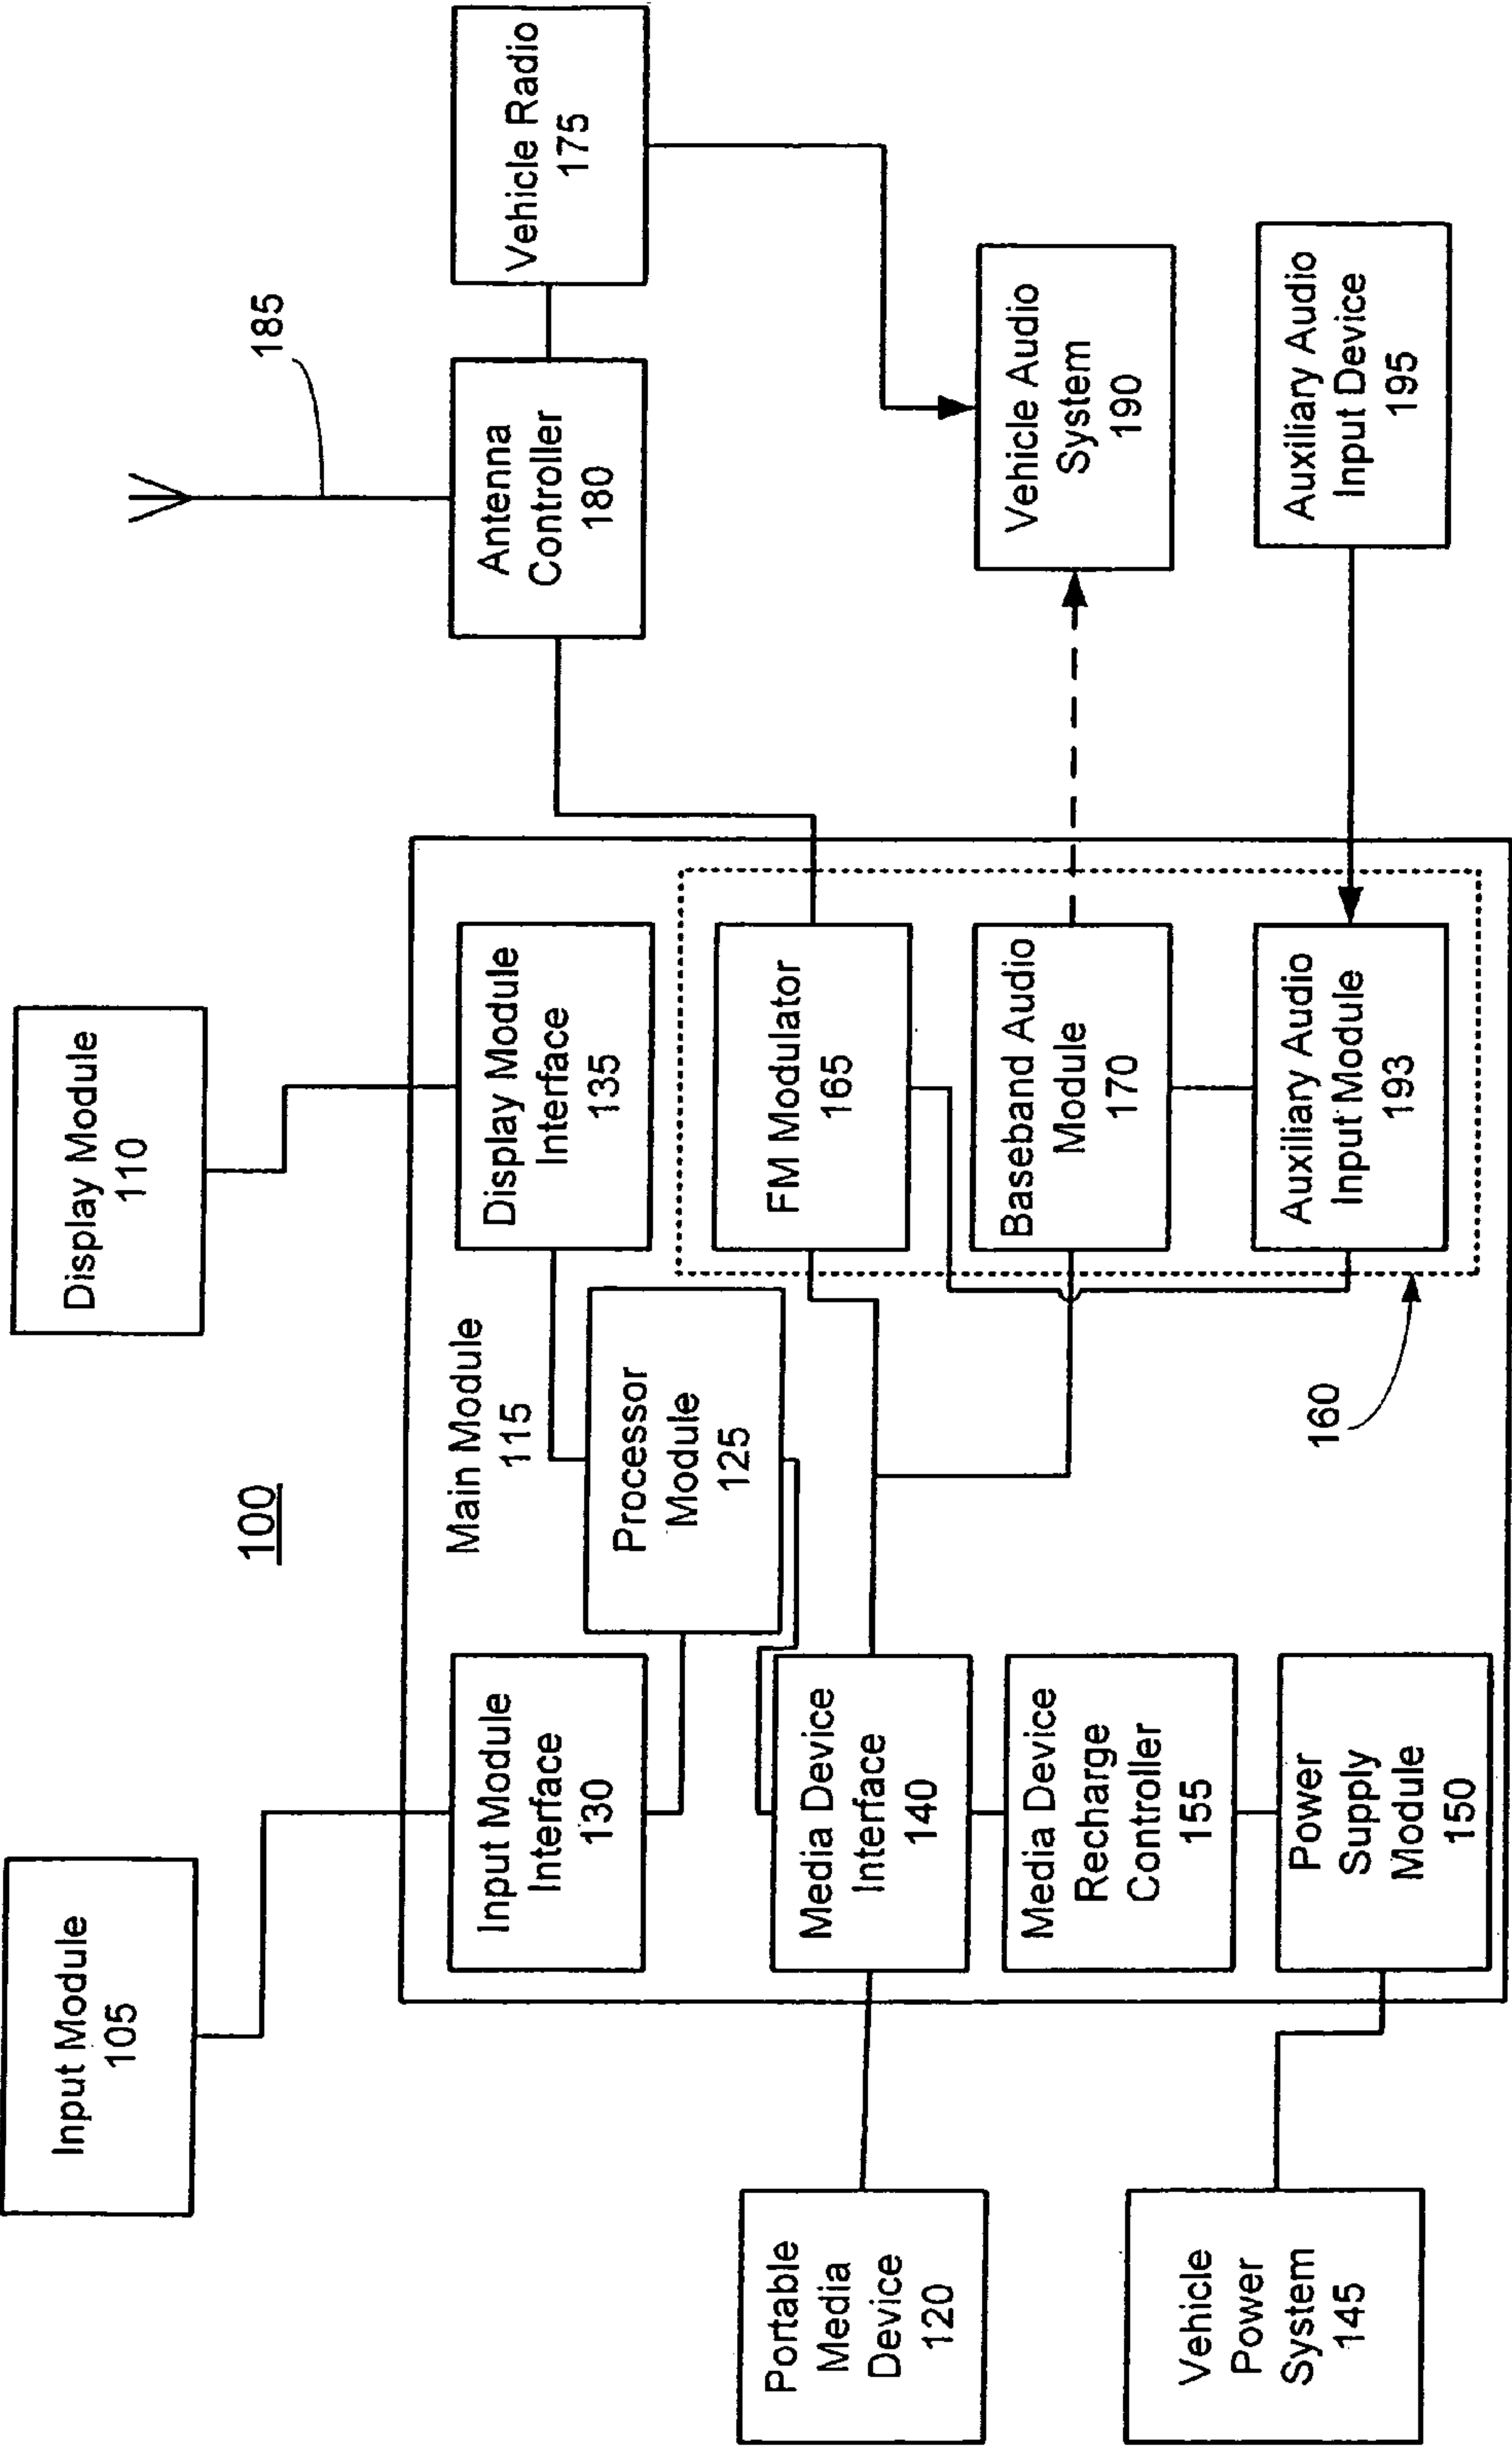 100
Input Module
105
Display Module
110
185
Main Module
115
Input Module
Interface
130
Display Module
Interface
135
Antenna
Controller
180
Vehicle Radio
175
Processor
Module
125
Portable
Media
Device
120
Media Device
Interface
140
FM Modulator
165
Media Device
Recharge
Controller
155
Baseband Audio
Module
170
Vehicle Audio
System
190
Vehicle
Power
System
145
Power
Supply
Module
150
160
Auxiliary Audio
Input Module
193
Auxiliary Audio
Input Device
195